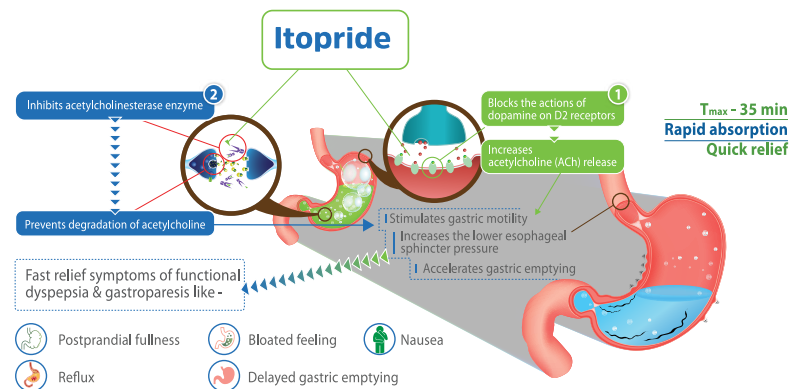 Itopride
2
Inhibits acetylcholinesterase enzyme
Prevents degradation of acetylcholine
1
Blocks the actions of
dopamine on D2 receptors
Increases
acetylcholine (ACh) release
Tmax - 35 min
Rapid absorption
Quick relief
Stimulates gastric motility
Increases the lower esophageal
sphincter pressure
Accelerates gastric emptying
Fast relief symptoms of functional
dyspepsia & gastroparesis like -
Postprandial fullness
Bloated feeling
Nausea
Reflux
Delayed gastric emptying